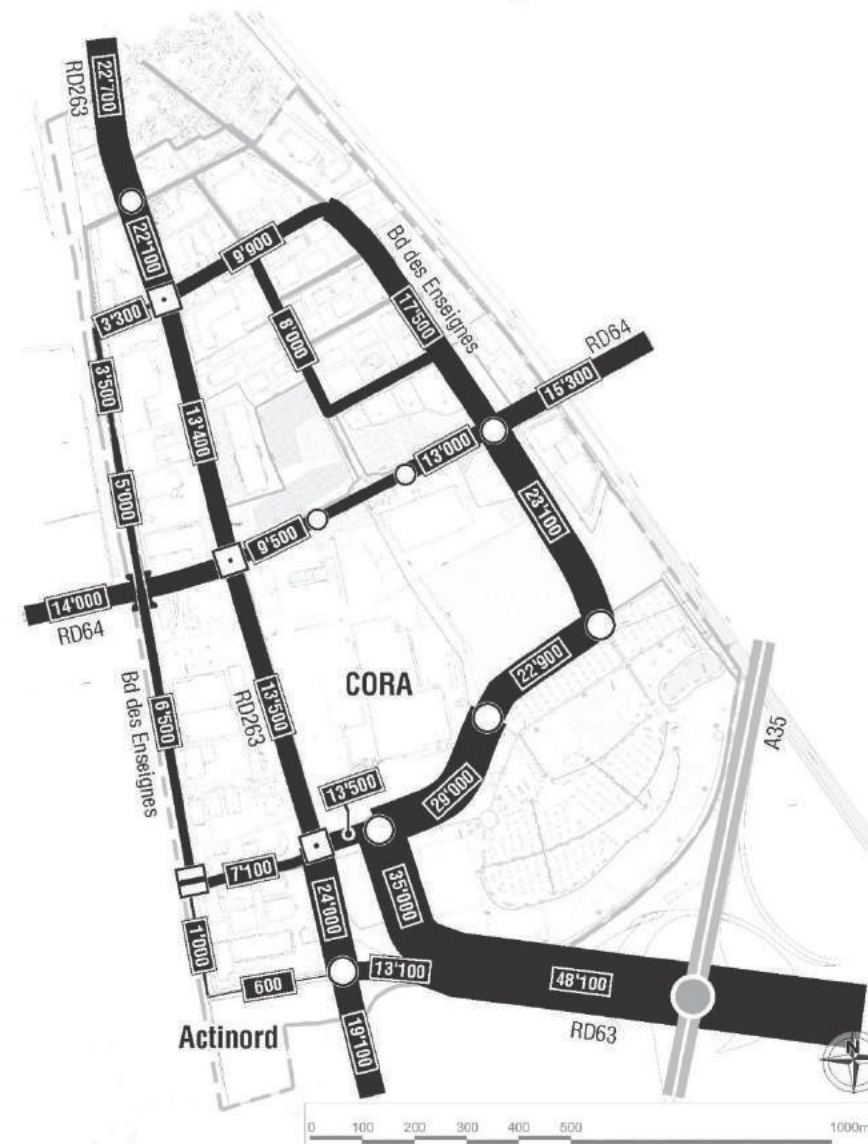 22'700
RD263
22'100
9'900
Bd des Enseignes
3'300
17'500
8'000
3'500
RD64
15'300
13'400
13'000
5'000
23'100
9'500
14'000
RD64
22'900
CORA
Bd des Enseignes
6'500
RD263
13'500
A35
13'500
29'000
7'100
24'000
35'000
1'000
600
13'100
48'100
RD63
Actinord
19'100
N
0 100 200 300 400 500 1000m